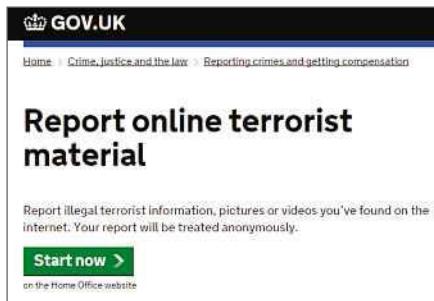 GOV.UK
Home > Crime, justice and the law > Reporting crimes and getting compensation
Report online terrorist
material
Report illegal terrorist information, pictures or videos you've found on the
internet. Your report will be treated anonymously.
Start now >
on the Home Office website